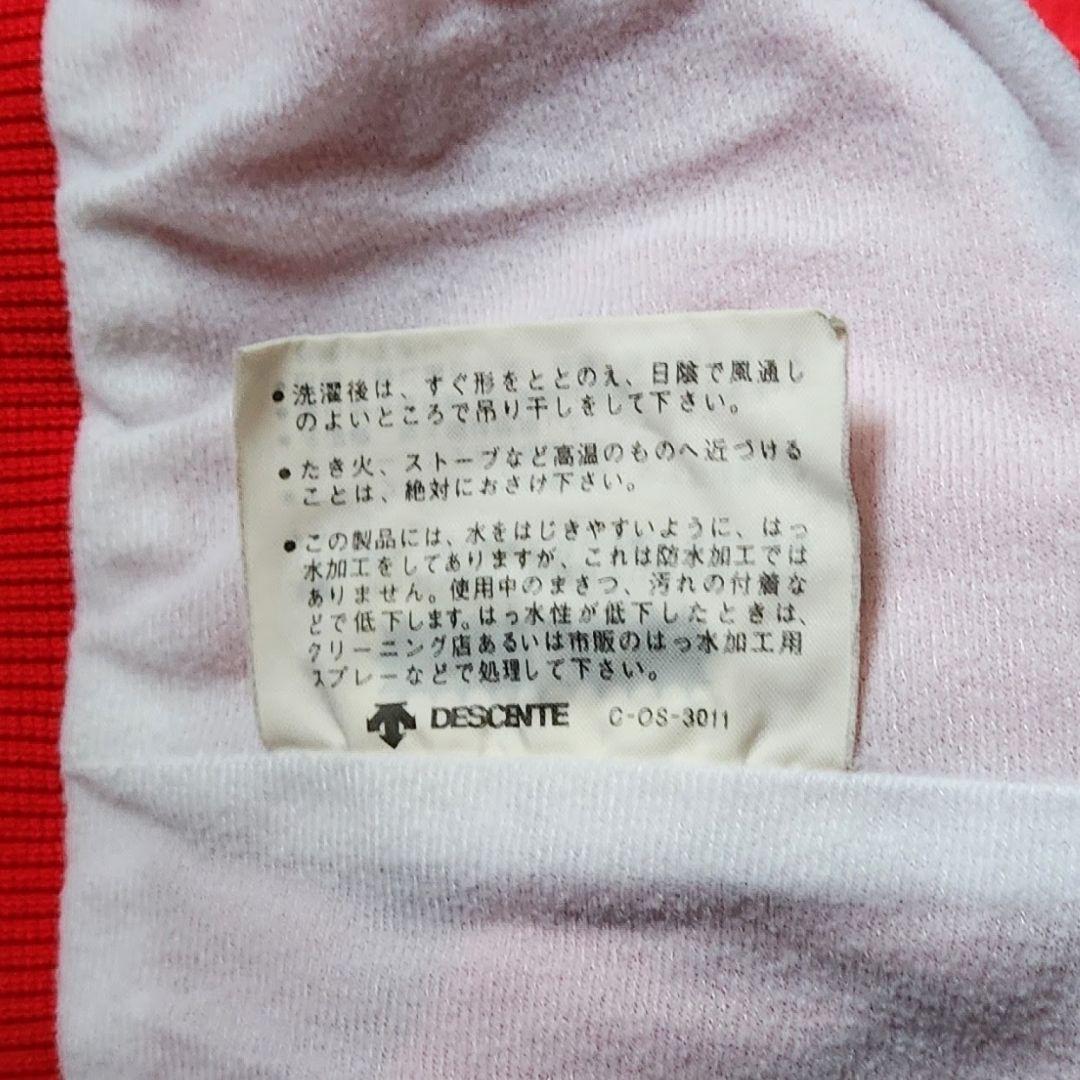 ●洗濯後は、すぐ形をととのえ、日陰で風通し
のよいところで吊り干しをして下さい。
●たき火、ストーブなど高温のものへ近づける
ことは、絶対におさけ下さい。
●この製品には、水をはじきやすいように、はっ
水加工をしてありますが、これは防水加工では
ありません。使用中のまさつ、汚れの付着な
どで低下します。はっ水性が低下したときは、
クリーニング店あるいは市販のはっ水加工用
スプレーなどで処理して下さい。
DESCENTE C-OS-3011